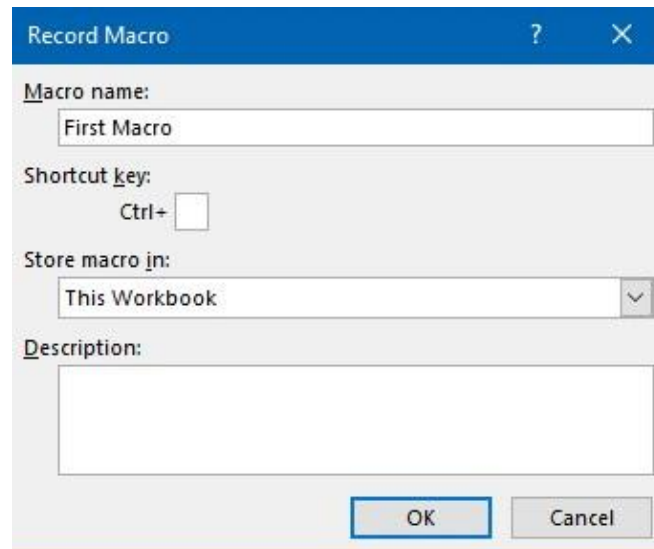 Record Macro ? ×
Macro name:
First Macro
Shortcut key:
Ctrl+
Store macro in:
This Workbook
Description:
OK Cancel